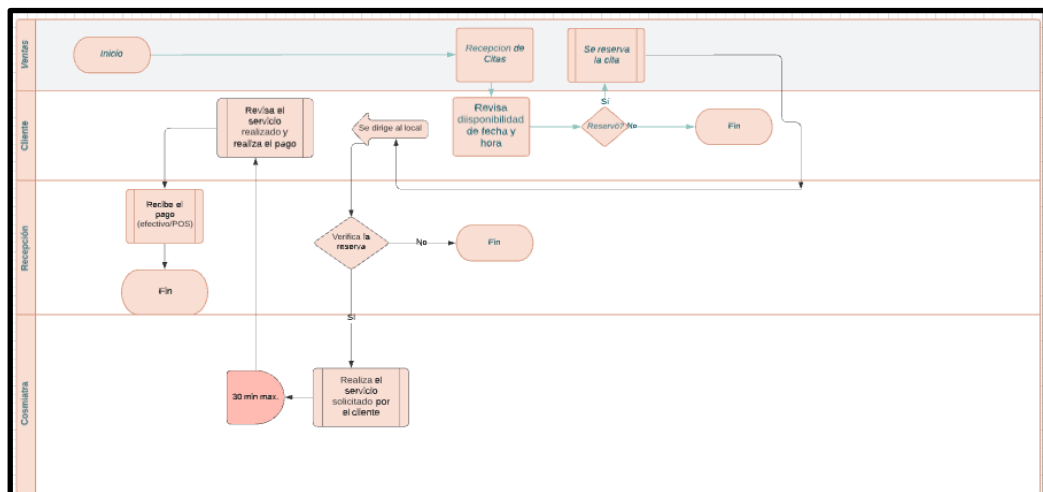 Ventas
Inicio
Recepcion de
Citas
Se reserva
la cita
Cliente
Revisa el
servicio
realizado y
realiza el pago
Se dirige al local
Revisa
disponibilidad
de fecha y
hora
Sí
Reservó?
No
Fin
Recepción
Recibe el
pago
(efectivo/POS)
Fin
Verifica la
reserva
No
Fin
Sí
Cosmiatra
30 min max.
Realiza el
servicio
solicitado por
el cliente